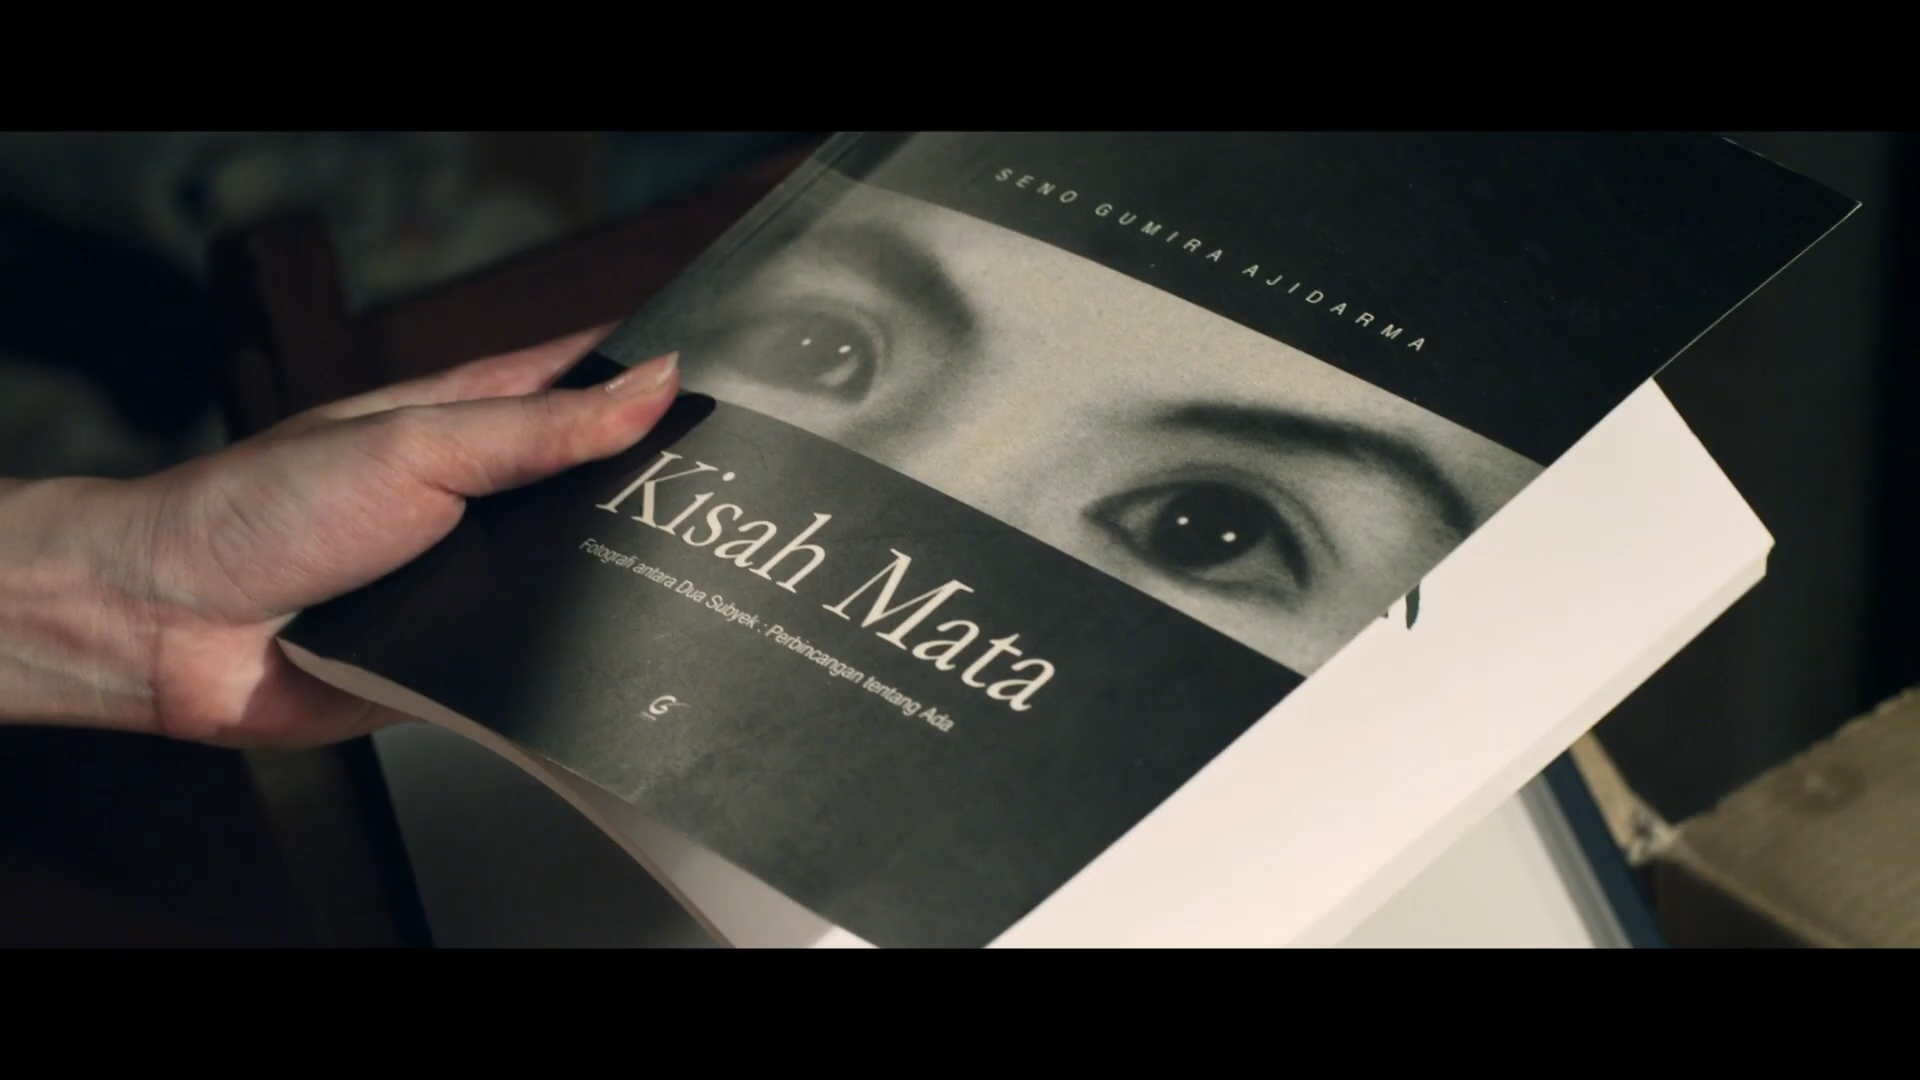 SENO GUMIRA AJIDARMA
Kisah Mata
Fotografi antara Dua Subyek : Perbincangan tentang Ada